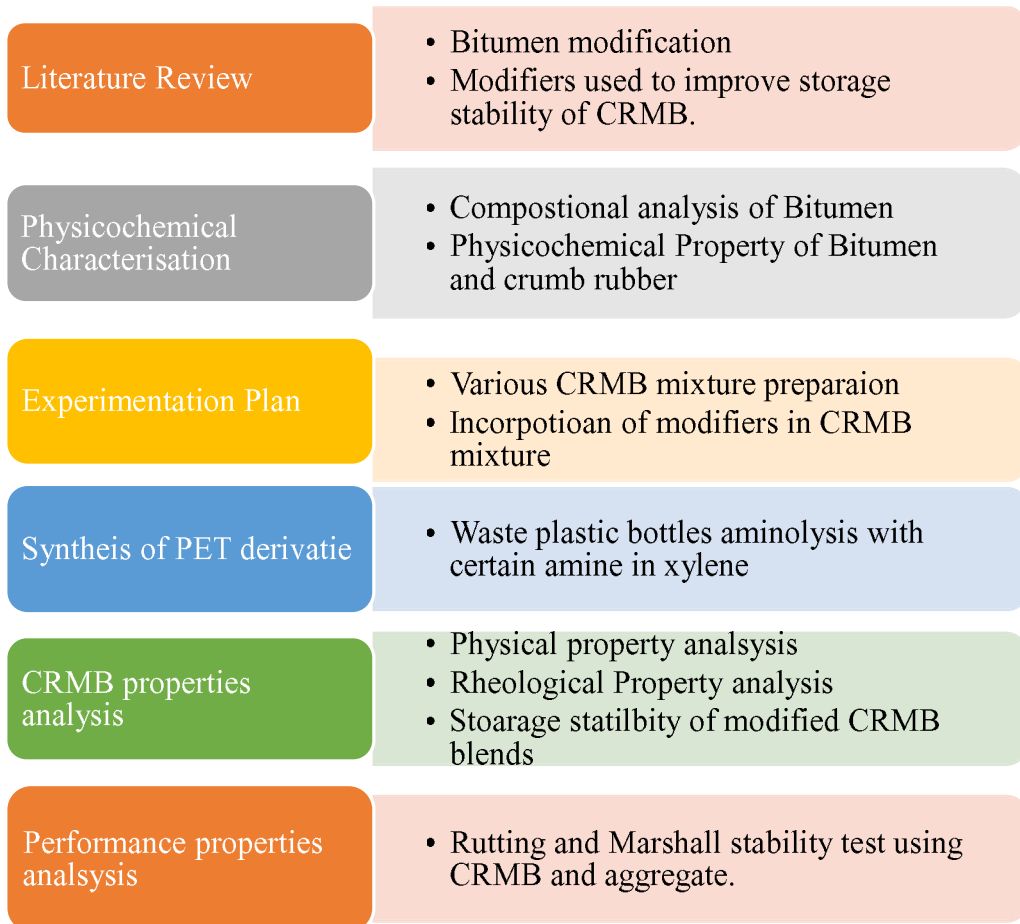 Literature Review
• Bitumen modification
• Modifiers used to improve storage
stability of CRMB.
Physicochemical
Characterisation
• Compostional analysis of Bitumen
• Physicochemical Property of Bitumen
and crumb rubber
Experimentation Plan
• Various CRMB mixture preparaion
• Incorpotioan of modifiers in CRMB
mixture
Syntheis of PET derivatie
• Waste plastic bottles aminolysis with
certain amine in xylene
CRMB properties
analysis
• Physical property analsysis
• Rheological Property analysis
• Stoarage statilbity of modified CRMB
blends
Performance properties
analsysis
• Rutting and Marshall stability test using
CRMB and aggregate.